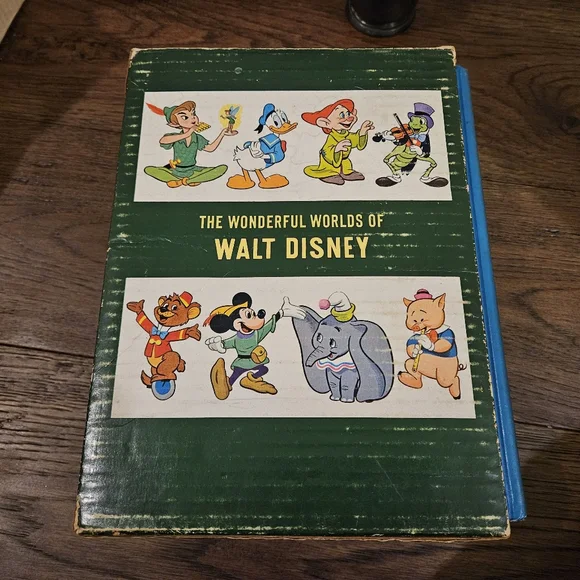 THE WONDERFUL WORLDS OF
WALT DISNEY